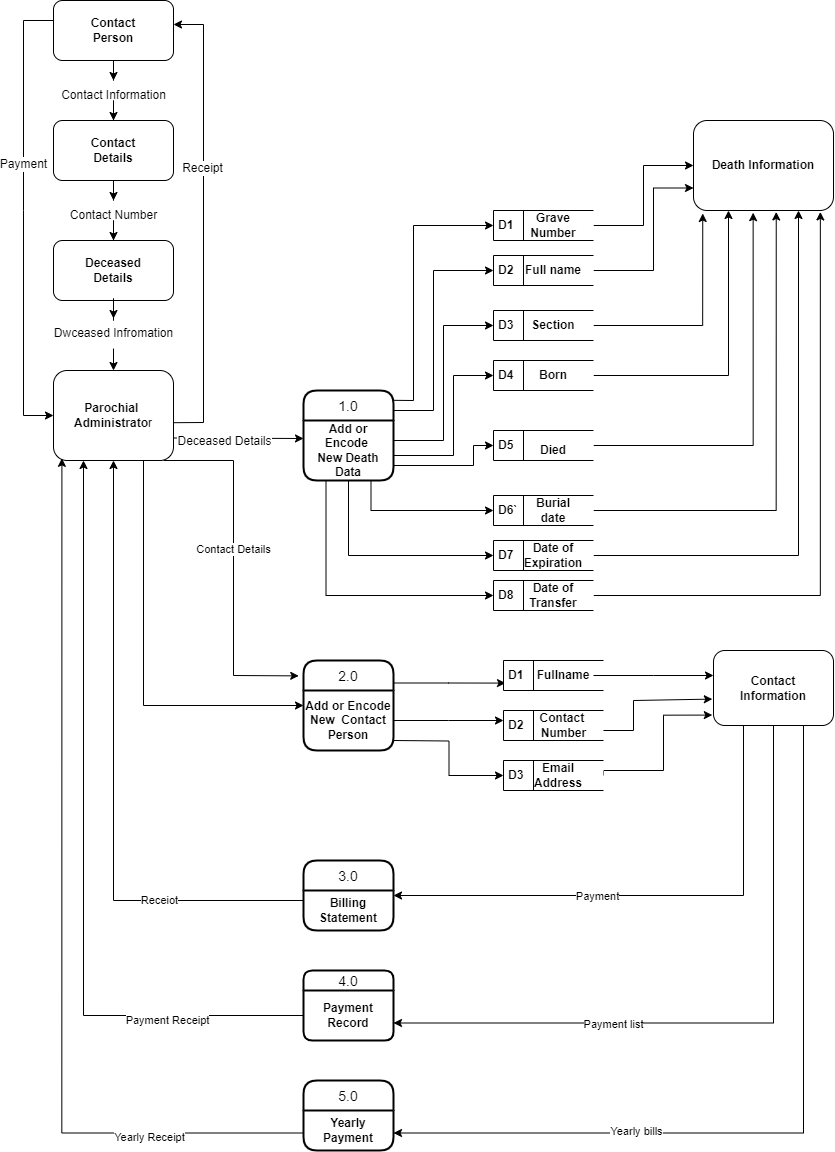 Contact
Person
Contact Information
Contact
Details
Payment
Receipt
Contact Number
Deceased
Details
Dwceased Infromation
Parochial
Administrator
Deceased Details
Contact Details
1.0
Add or
Encode
New Death
Data
D1
Grave
Number
D2
Full name
D3
Section
D4
Born
D5
Died
D6`
Burial
date
D7
Date of
Expiration
D8
Date of
Transfer
Death Information
2.0
Add or Encode
New Contact
Person
D1
Fullname
D2
Contact
Number
D3
Email
Address
Contact
Information
3.0
Billing
Statement
Receiot
Payment
4.0
Payment
Record
Payment Receipt
Payment list
5.0
Yearly
Payment
Yearly Receipt
Yearly bills